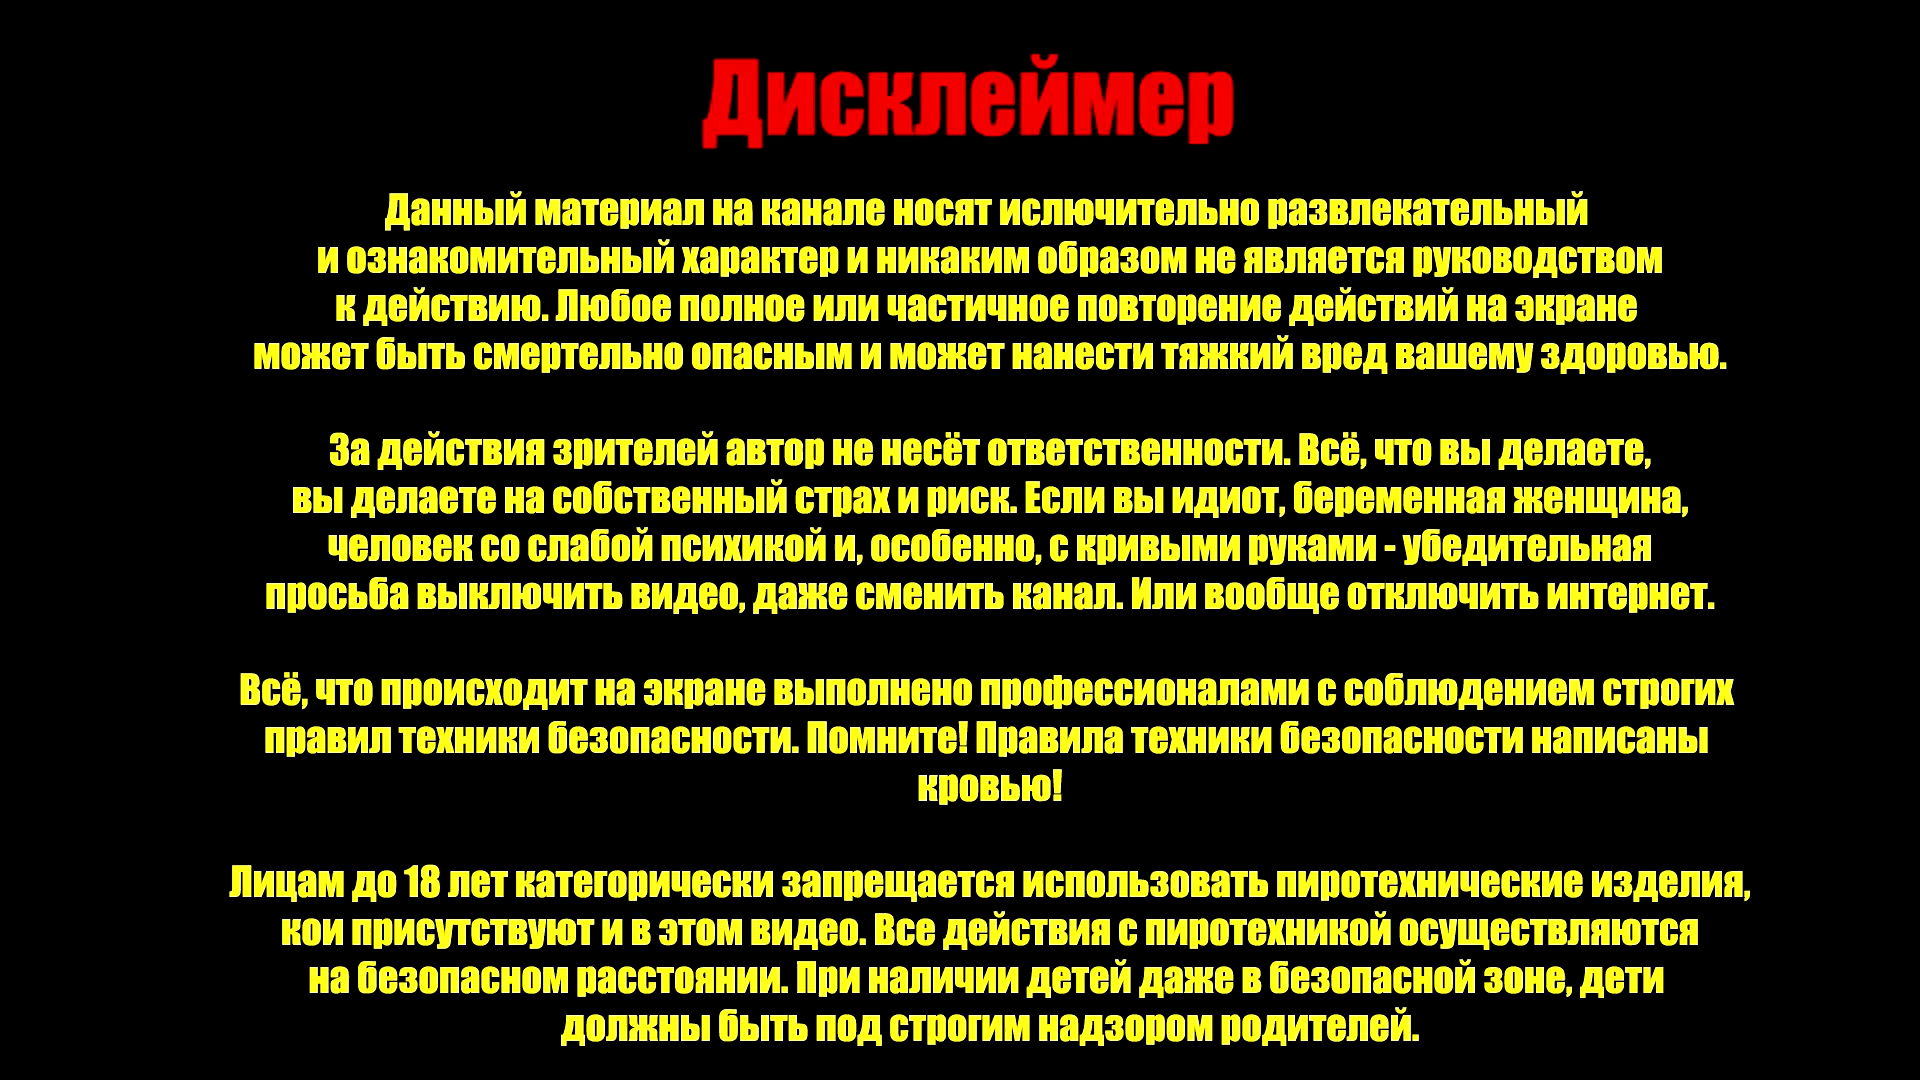 Дисклеймер
Данный материал на канале носят ислючительно развлекательный
и ознакомительный характер и никаким образом не является руководством
к действию. Любое полное или частичное повторение действий на экране
может быть смертельно опасным и может нанести тяжкий вред вашему здоровью.
За действия зрителей автор не несёт ответственности. Всё, что вы делаете,
вы делаете на собственный страх и риск. Если вы идиот, беременная женщина,
человек со слабой психикой и, особенно, с кривыми руками - убедительная
просьба выключить видео, даже сменить канал. Или вообще отключить интернет.
Всё, что происходит на экране выполнено профессионалами с соблюдением строгих
правил техники безопасности. Помните! Правила техники безопасности написаны
кровью!
Лицам до 18 лет категорически запрещается использовать пиротехнические изделия,
кои присутствуют и в этом видео. Все действия с пиротехникой осуществляются
на безопасном расстоянии. При наличии детей даже в безопасной зоне, дети
должны быть под строгим надзором родителей.